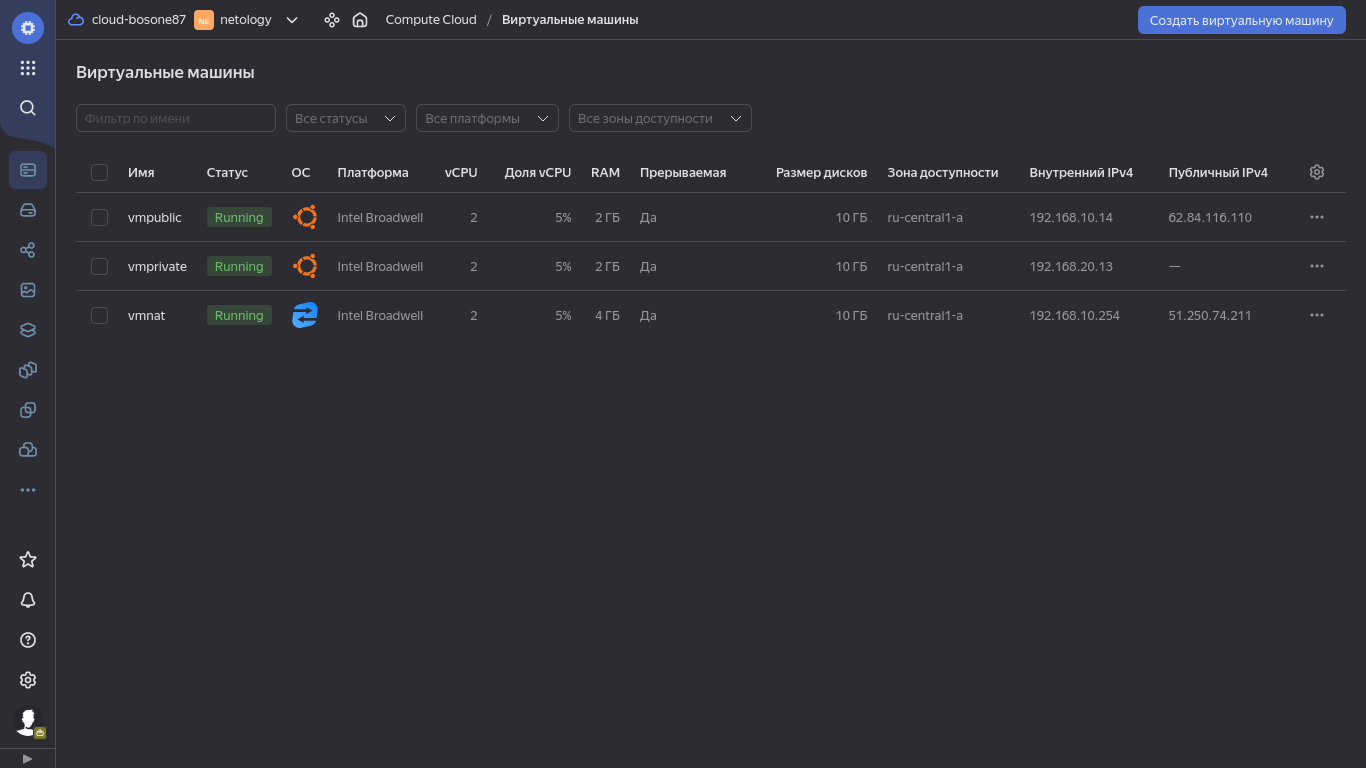 cloud-bosone87 NE netology Compute Cloud / Виртуальные машины Создать виртуальную машину
Виртуальные машины
Фильтр по имени Все статусы Все платформы Все зоны доступности
Имя Статус ОС Платформа vCPU Доля vCPU RAM Прерываемая Размер дисков Зона доступности Внутренний IPv4 Публичный IPv4
vmpublic Running Intel Broadwell 2 5% 2 ГБ Да 10 ГБ ru-central1-a 192.168.10.14 62.84.116.110
vmprivate Running Intel Broadwell 2 5% 2 ГБ Да 10 ГБ ru-central1-a 192.168.20.13 —
vmnat Running Intel Broadwell 2 5% 4 ГБ Да 10 ГБ ru-central1-a 192.168.10.254 51.250.74.211